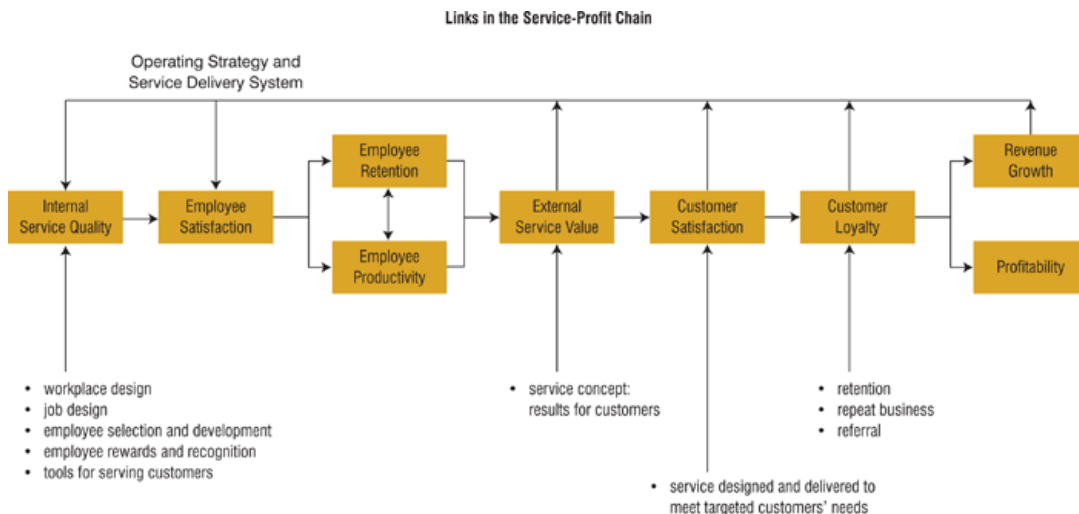 Links in the Service-Profit Chain
Operating Strategy and
Service Delivery System
Employee
Retention
Revenue
Growth
Internal
Service Quality
Employee
Satisfaction
External
Service Value
Customer
Satisfaction
Customer
Loyalty
Employee
Productivity
Profitability
• workplace design
• job design
• employee selection and development
• employee rewards and recognition
• tools for serving customers
• service concept:
results for customers
• retention
• repeat business
• referral
• service designed and delivered to
meet targeted customers’ needs